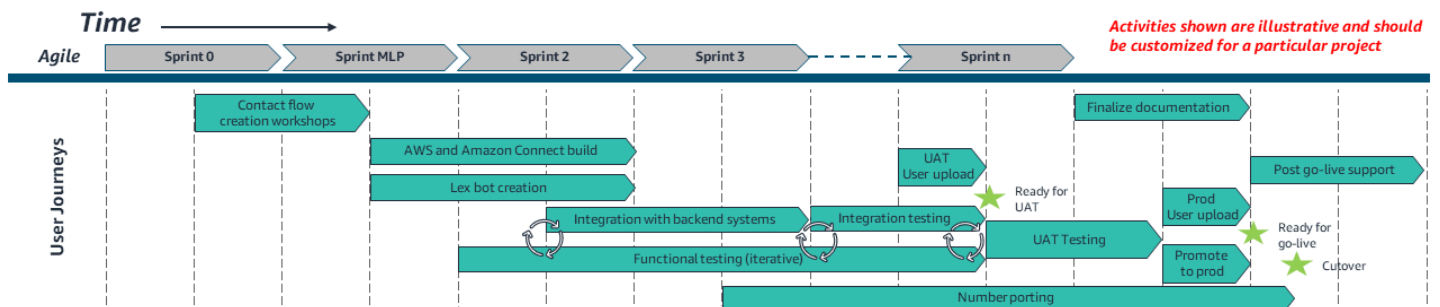 Time
Activities shown are illustrative and should
be customized for a particular project
Agile
Sprint 0
Sprint MLP
Sprint 2
Sprint 3
Sprint n
User Journeys
Contact flow
creation workshops
Finalize documentation
AWS and Amazon Connect build
UAT
User upload
Post go-live support
Lex bot creation
Ready for
UAT
Prod
User upload
Integration with backend systems
Integration testing
UAT Testing
Ready for
go-live
Functional testing (iterative)
Promote
to prod
Cutover
Number porting